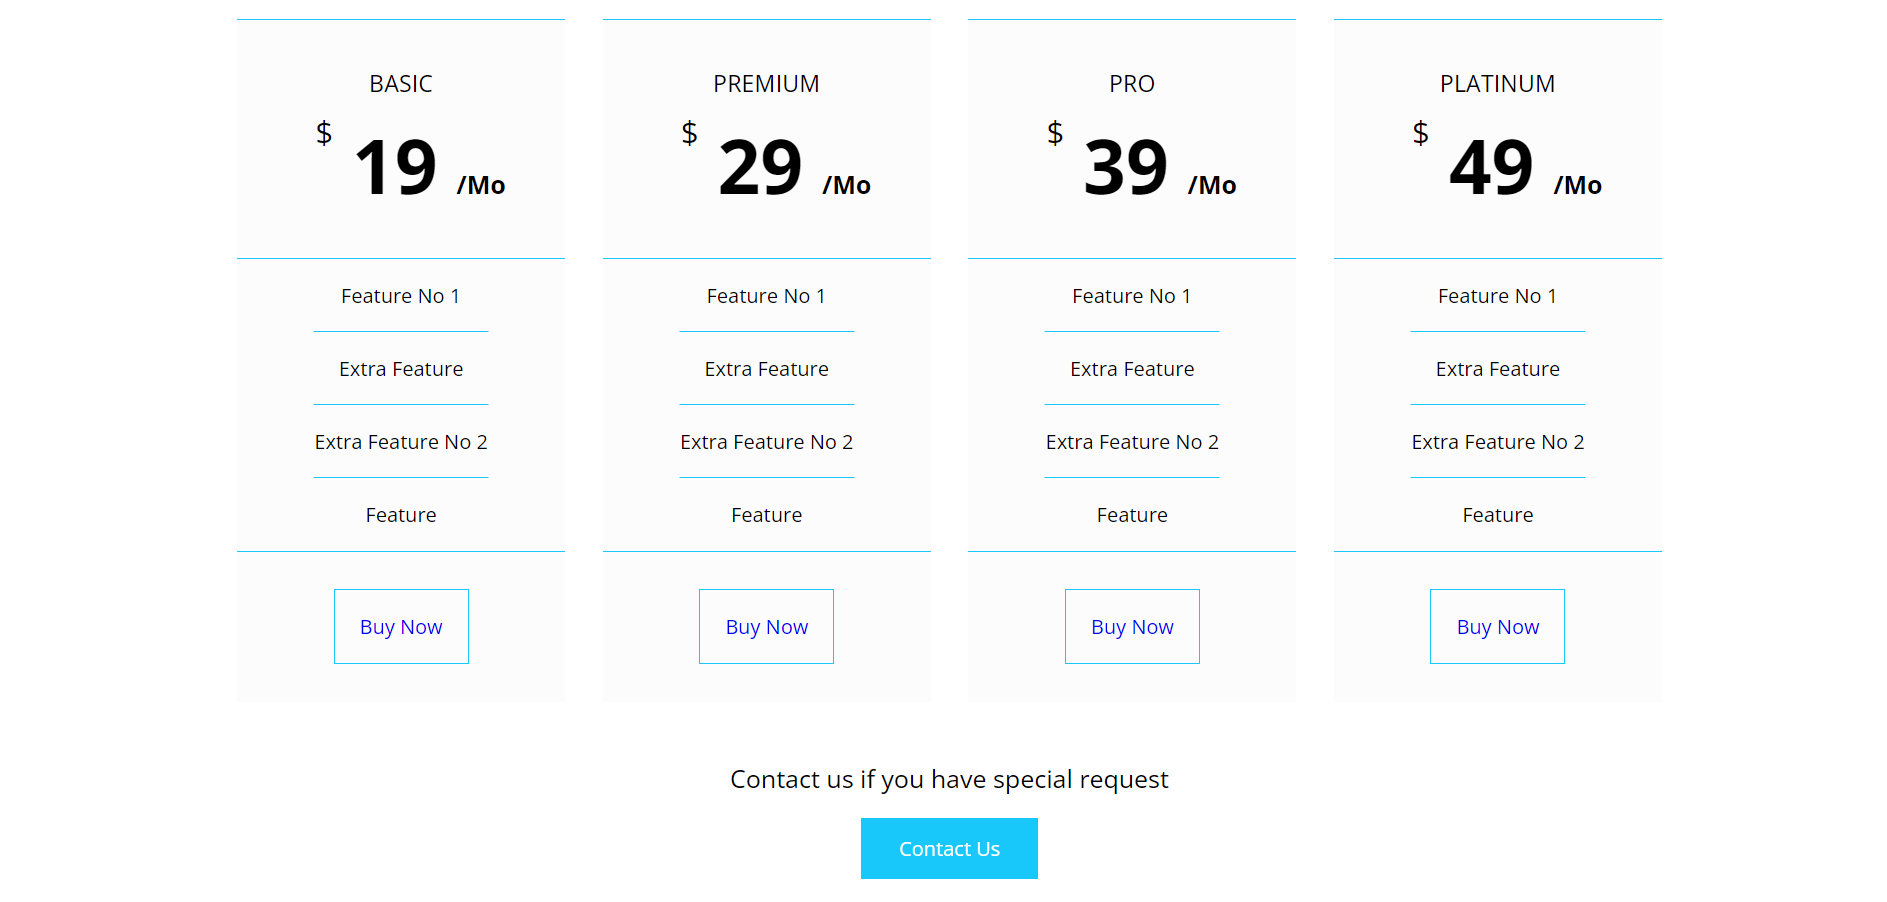 BASIC
$ 19 /Mo
Feature No 1
Extra Feature
Extra Feature No 2
Feature
Buy Now
PREMIUM
$ 29 /Mo
Feature No 1
Extra Feature
Extra Feature No 2
Feature
Buy Now
PRO
$ 39 /Mo
Feature No 1
Extra Feature
Extra Feature No 2
Feature
Buy Now
PLATINUM
$ 49 /Mo
Feature No 1
Extra Feature
Extra Feature No 2
Feature
Buy Now
Contact us if you have special request
Contact Us